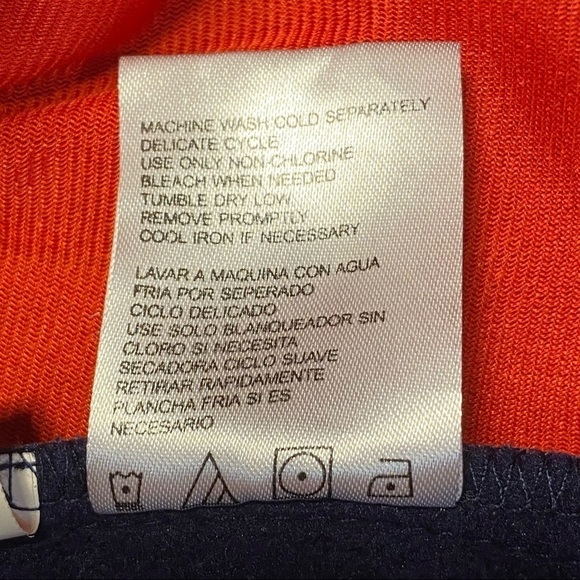 MACHINE WASH COLD SEPARATELY
DELICATE CYCLE
USE ONLY NON-CHLORINE
BLEACH WHEN NEEDED
TUMBLE DRY LOW
REMOVE PROMPTLY
COOL IRON IF NECESSARY
LAVAR A MAQUINA CON AGUA
FRIA POR SEPERADO
CICLO DELICADO
USE SOLO BLANQUEADOR SIN
CLORO SI NECESITA
SECADORA CICLO SUAVE
RETIRAR RAPIDAMENTE
PLANCHA FRIA SI ES
NECESARIO